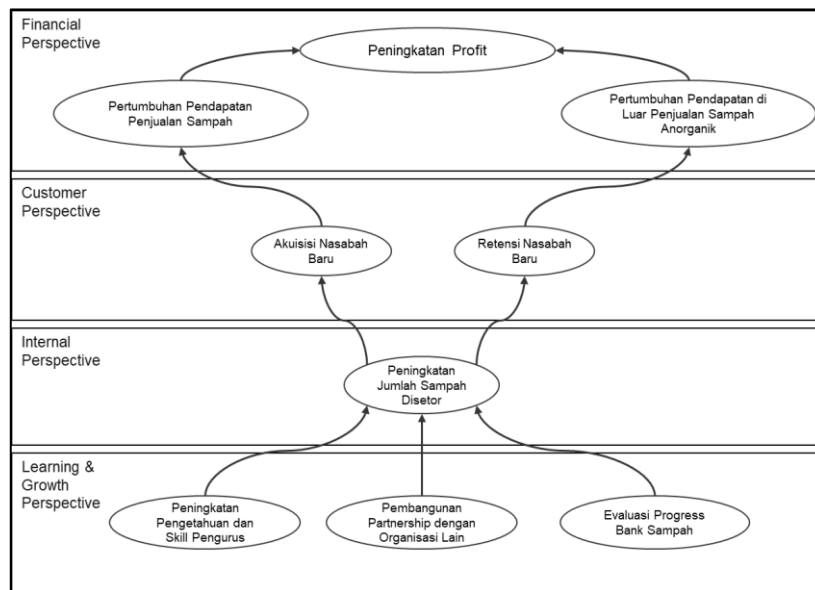 Financial
Perspective
Peningkatan Profit
Pertumbuhan Pendapatan
Penjualan Sampah
Pertumbuhan Pendapatan di
Luar Penjualan Sampah
Anorganik
Customer
Perspective
Akuisisi Nasabah
Baru
Retensi Nasabah
Baru
Internal
Perspective
Peningkatan
Jumlah Sampah
Disetor
Learning &
Growth
Perspective
Peningkatan
Pengetahuan dan
Skill Pengurus
Pembangunan
Partnership dengan
Organisasi Lain
Evaluasi Progress
Bank Sampah